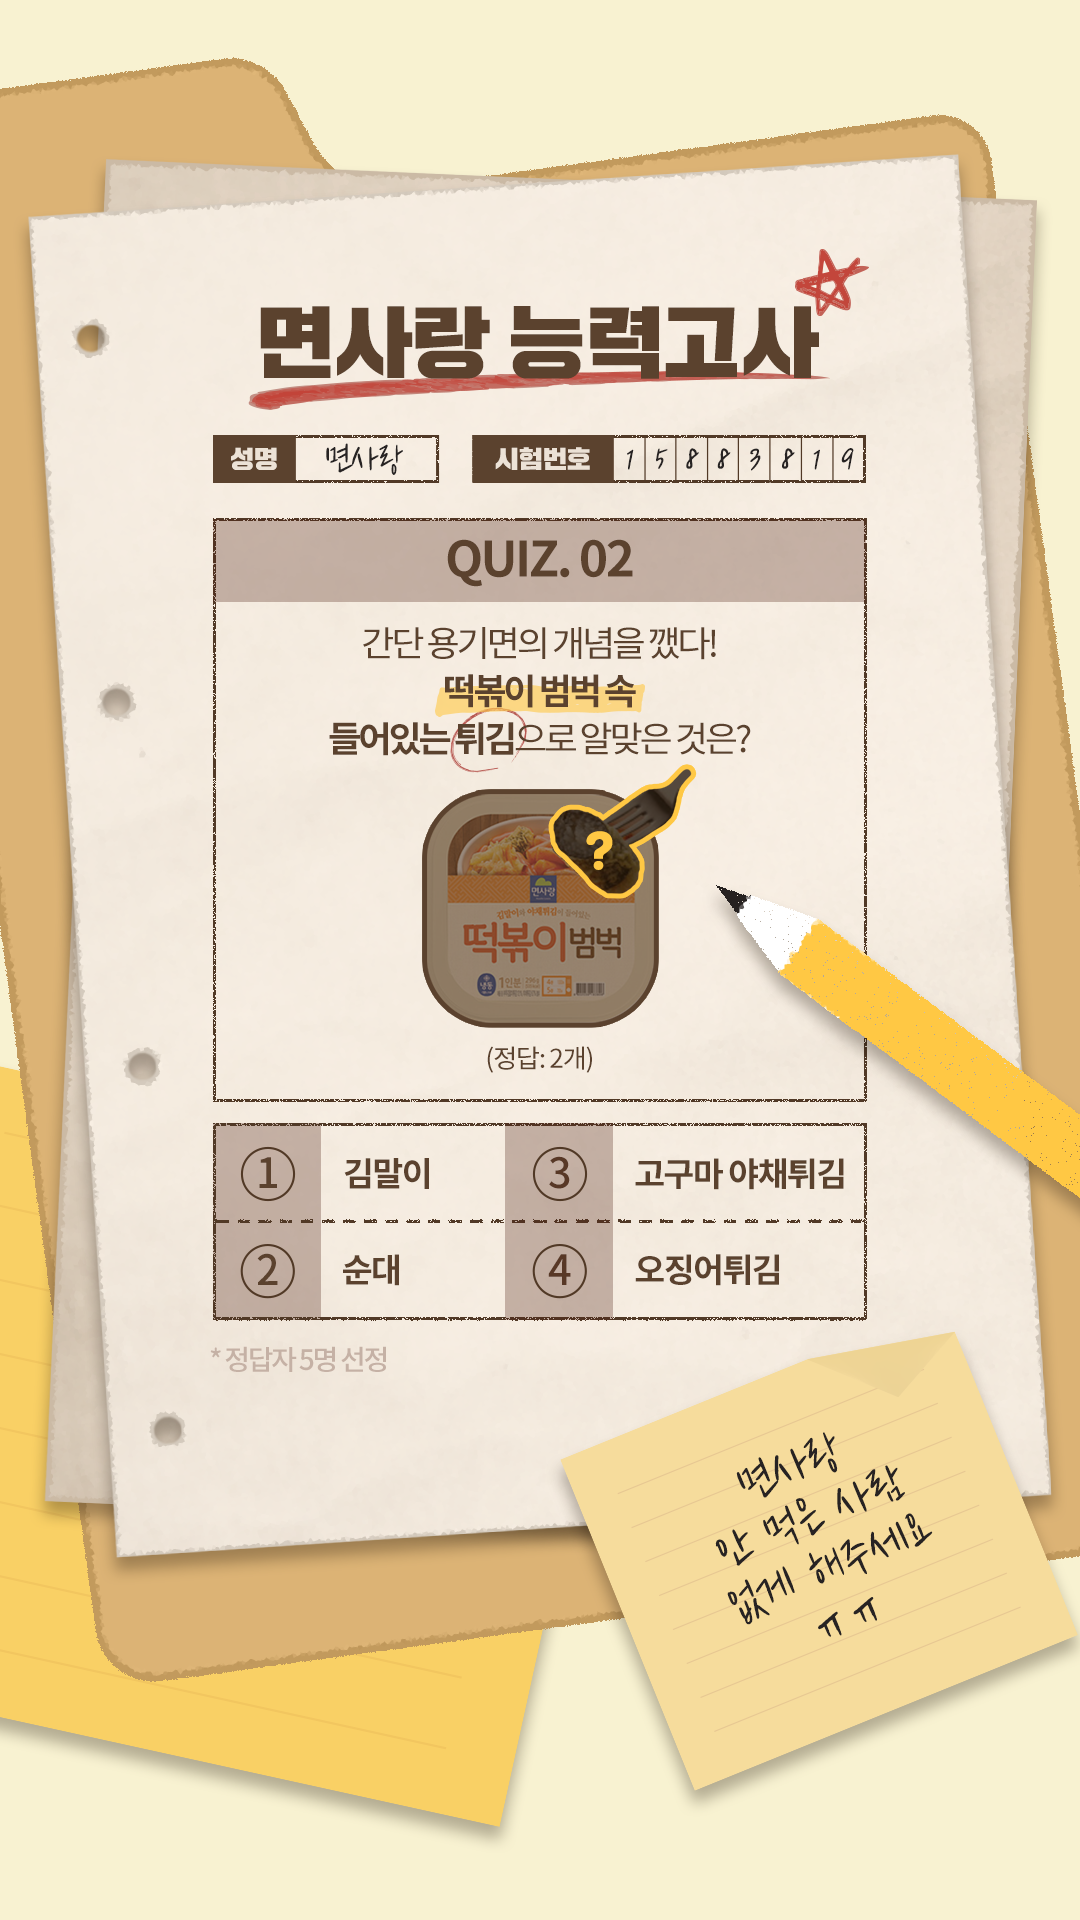 면사랑 능력고사
성명 면사랑 시험번호 1 5 8 8 3 8 1 9
QUIZ. 02
간단 용기면의 개념을 깼다!
떡볶이 범벅 속
들어있는 튀김으로 알맞은 것은?
?
면사랑
김말이와 야채튀김이 들어있는
떡볶이범벅
냉동 1인분
(정답: 2개)
① 김말이 ③ 고구마 야채튀김
② 순대 ④ 오징어튀김
* 정답자 5명 선정
면사랑
안 먹은 사람
없게 해주세요
ㅠㅠ